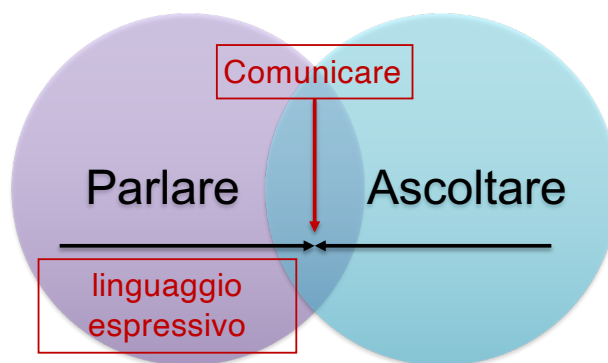 Comunicare
Parlare
Ascoltare
linguaggio
espressivo